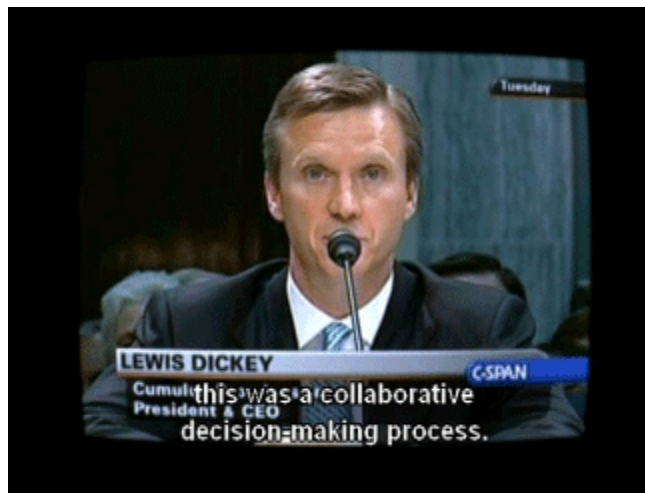 Tuesday
LEWIS DICKEY
C-SPAN
President & CEO
this was a collaborative
decision-making process.